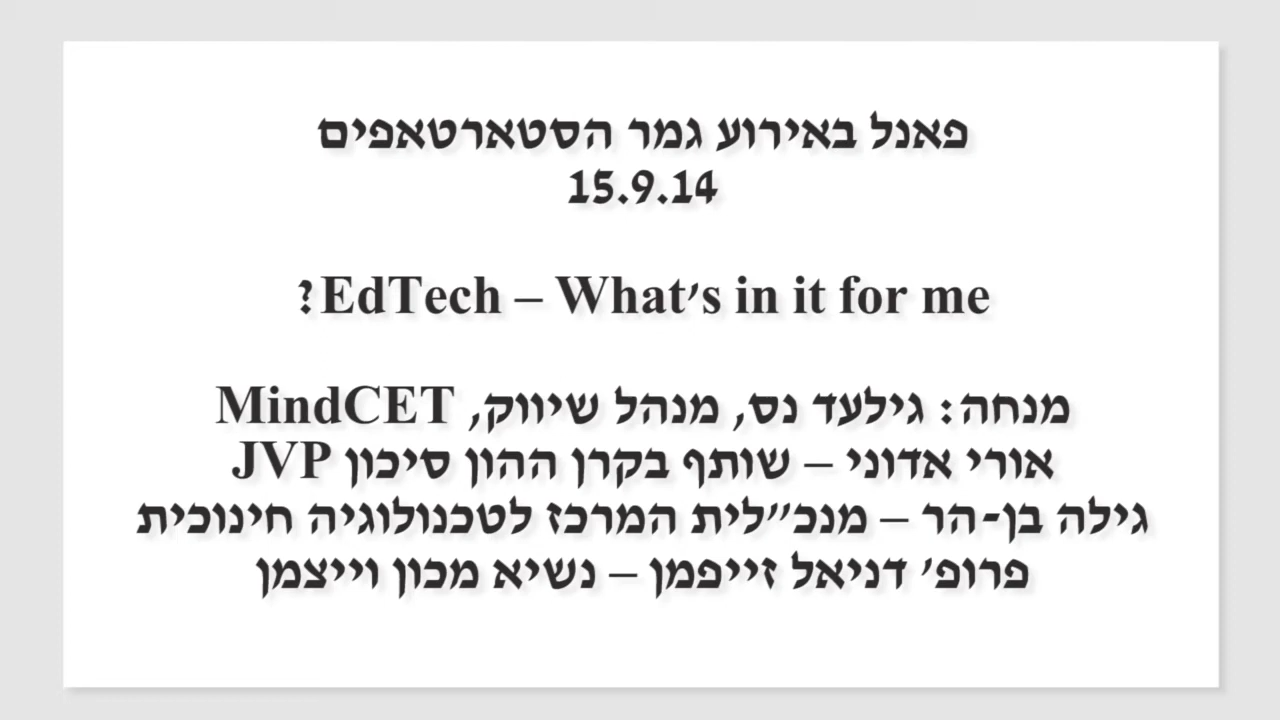 פאנל באירוע גמר הסטארטאפים
15.9.14
EdTech – What's in it for me?
מנחה: גילעד נס, מנהל שיווק, MindCET
אורי אדוני – שותף בקרן ההון סיכון JVP
גילה בן-הר – מנכ"לית המרכז לטכנולוגיה חינוכית
פרופ' דניאל זייפמן – נשיא מכון וייצמן